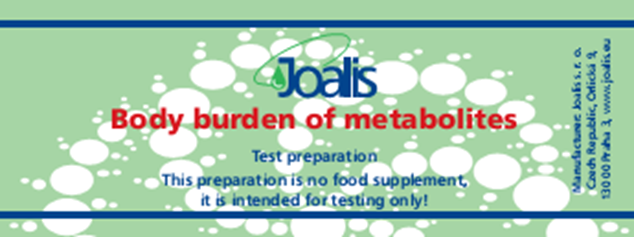 Joalis
Body burden of metabolites
Test preparation
This preparation is no food supplement,
it is intended for testing only!
Manufacturer: Joalis s. r. o.
Czech Republic, Orlická 9,
130 00 Praha 3, www.joalis.eu